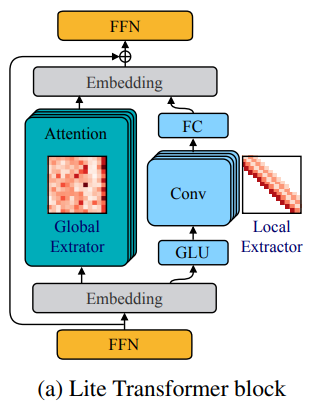 FFN
Embedding
Attention
FC
Conv
Global
Extrator
Local
Extractor
GLU
Embedding
FFN
(a) Lite Transformer block